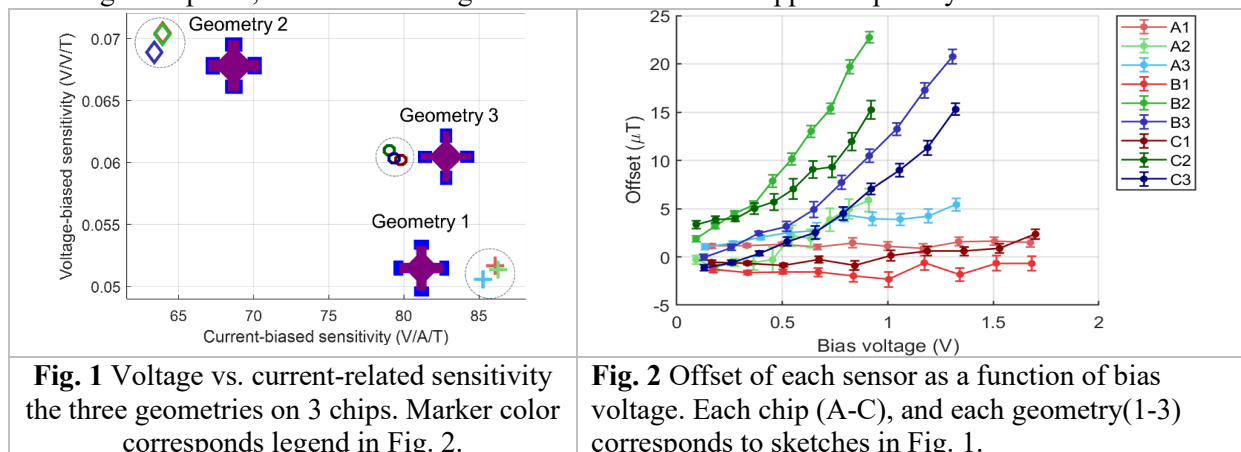 Voltage-biased sensitivity (V/V/T)
0.07
0.065
0.06
0.055
0.05
Geometry 2
Geometry 3
Geometry 1
65
70
75
80
85
Current-biased sensitivity (V/A/T)
Offset (μT)
25
20
15
10
5
0
-5
0
0.5
1
1.5
2
Bias voltage (V)
A1
A2
A3
B1
B2
B3
C1
C2
C3
Fig. 1 Voltage vs. current-related sensitivity
the three geometries on 3 chips. Marker color
corresponds legend in Fig. 2.
Fig. 2 Offset of each sensor as a function of bias
voltage. Each chip (A-C), and each geometry(1-3)
corresponds to sketches in Fig. 1.